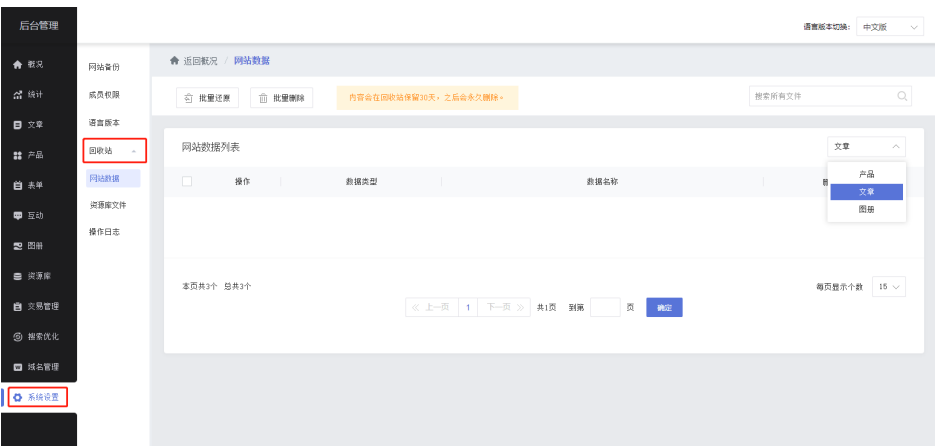 后台管理
语言版本切换： 中文版
概况
统计
文章
产品
表单
互动
图册
资源库
交易管理
搜索优化
域名管理
系统设置
网站备份
成员权限
语言版本
回收站
网站数据
资源库文件
操作日志
返回概况 / 网站数据
批量还原 批量删除 内容会在回收站保留30天，之后会永久删除。 搜索所有文件
网站数据列表 文章
操作 数据类型 数据名称
产品
文章
图册
本页共3个 总共3个 每页显示个数 15
上一页 1 下一页 共1页 到第 页 确定